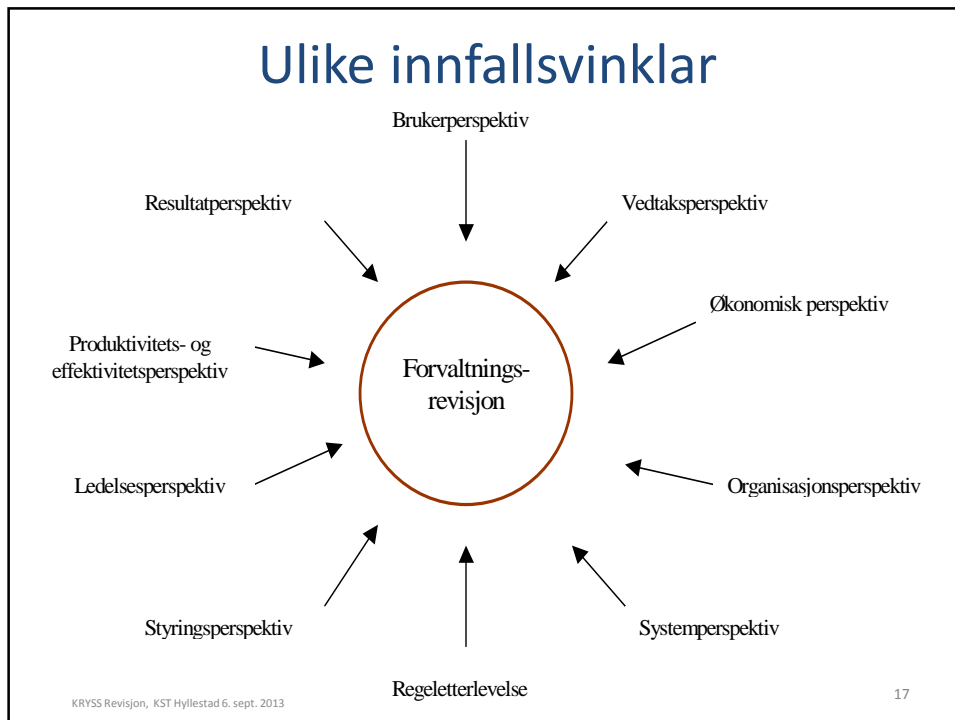 Ulike innfallsvinklar
Brukerperspektiv
Resultatperspektiv
Vedtaksperspektiv
Økonomisk perspektiv
Produktivitets- og
effektivitetsperspektiv
Forvaltnings-
revisjon
Ledelsesperspektiv
Organisasjonsperspektiv
Styringsperspektiv
Systemperspektiv
Regeletterlevelse
KRYSS Revisjon, KST Hyllestad 6. sept. 2013
17